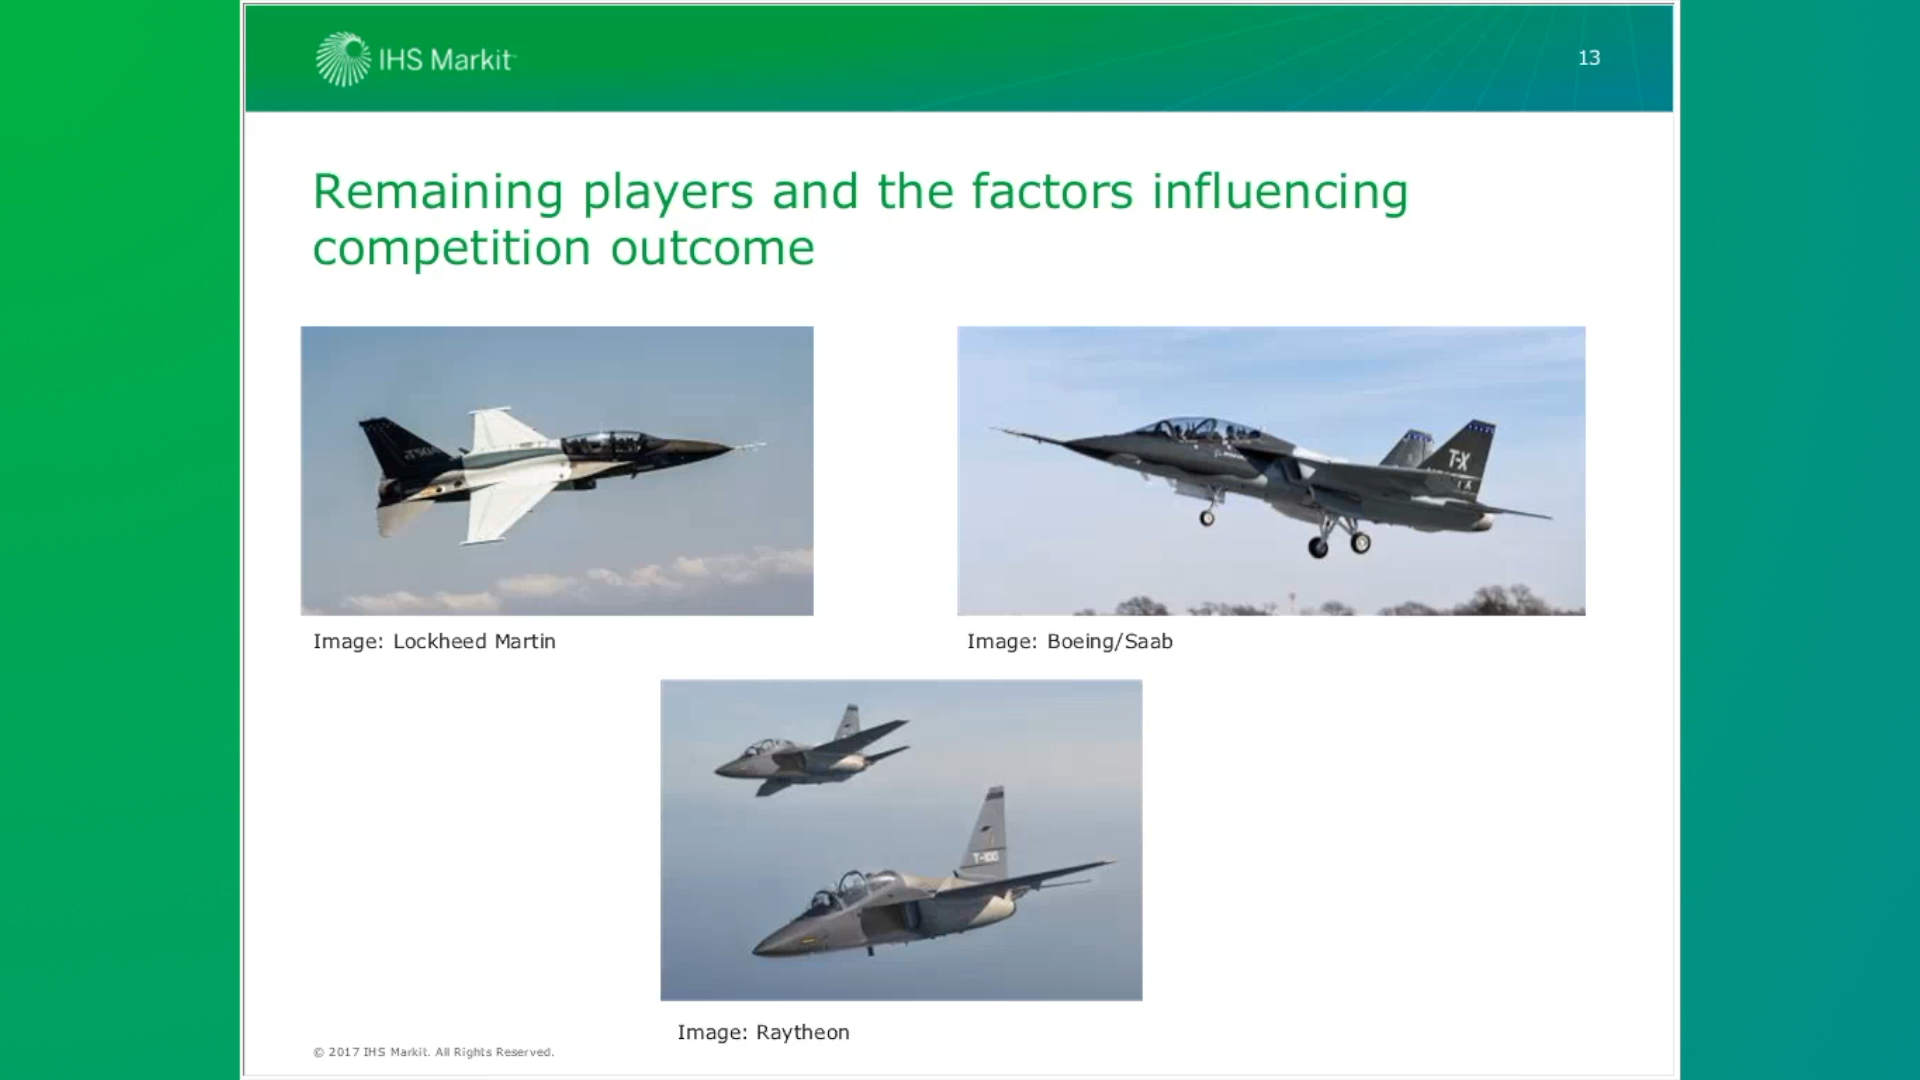 IHS Markit
13
Remaining players and the factors influencing
competition outcome
T-X
Image: Lockheed Martin
Image: Boeing/Saab
T-100
Image: Raytheon
© 2017 IHS Markit. All Rights Reserved.